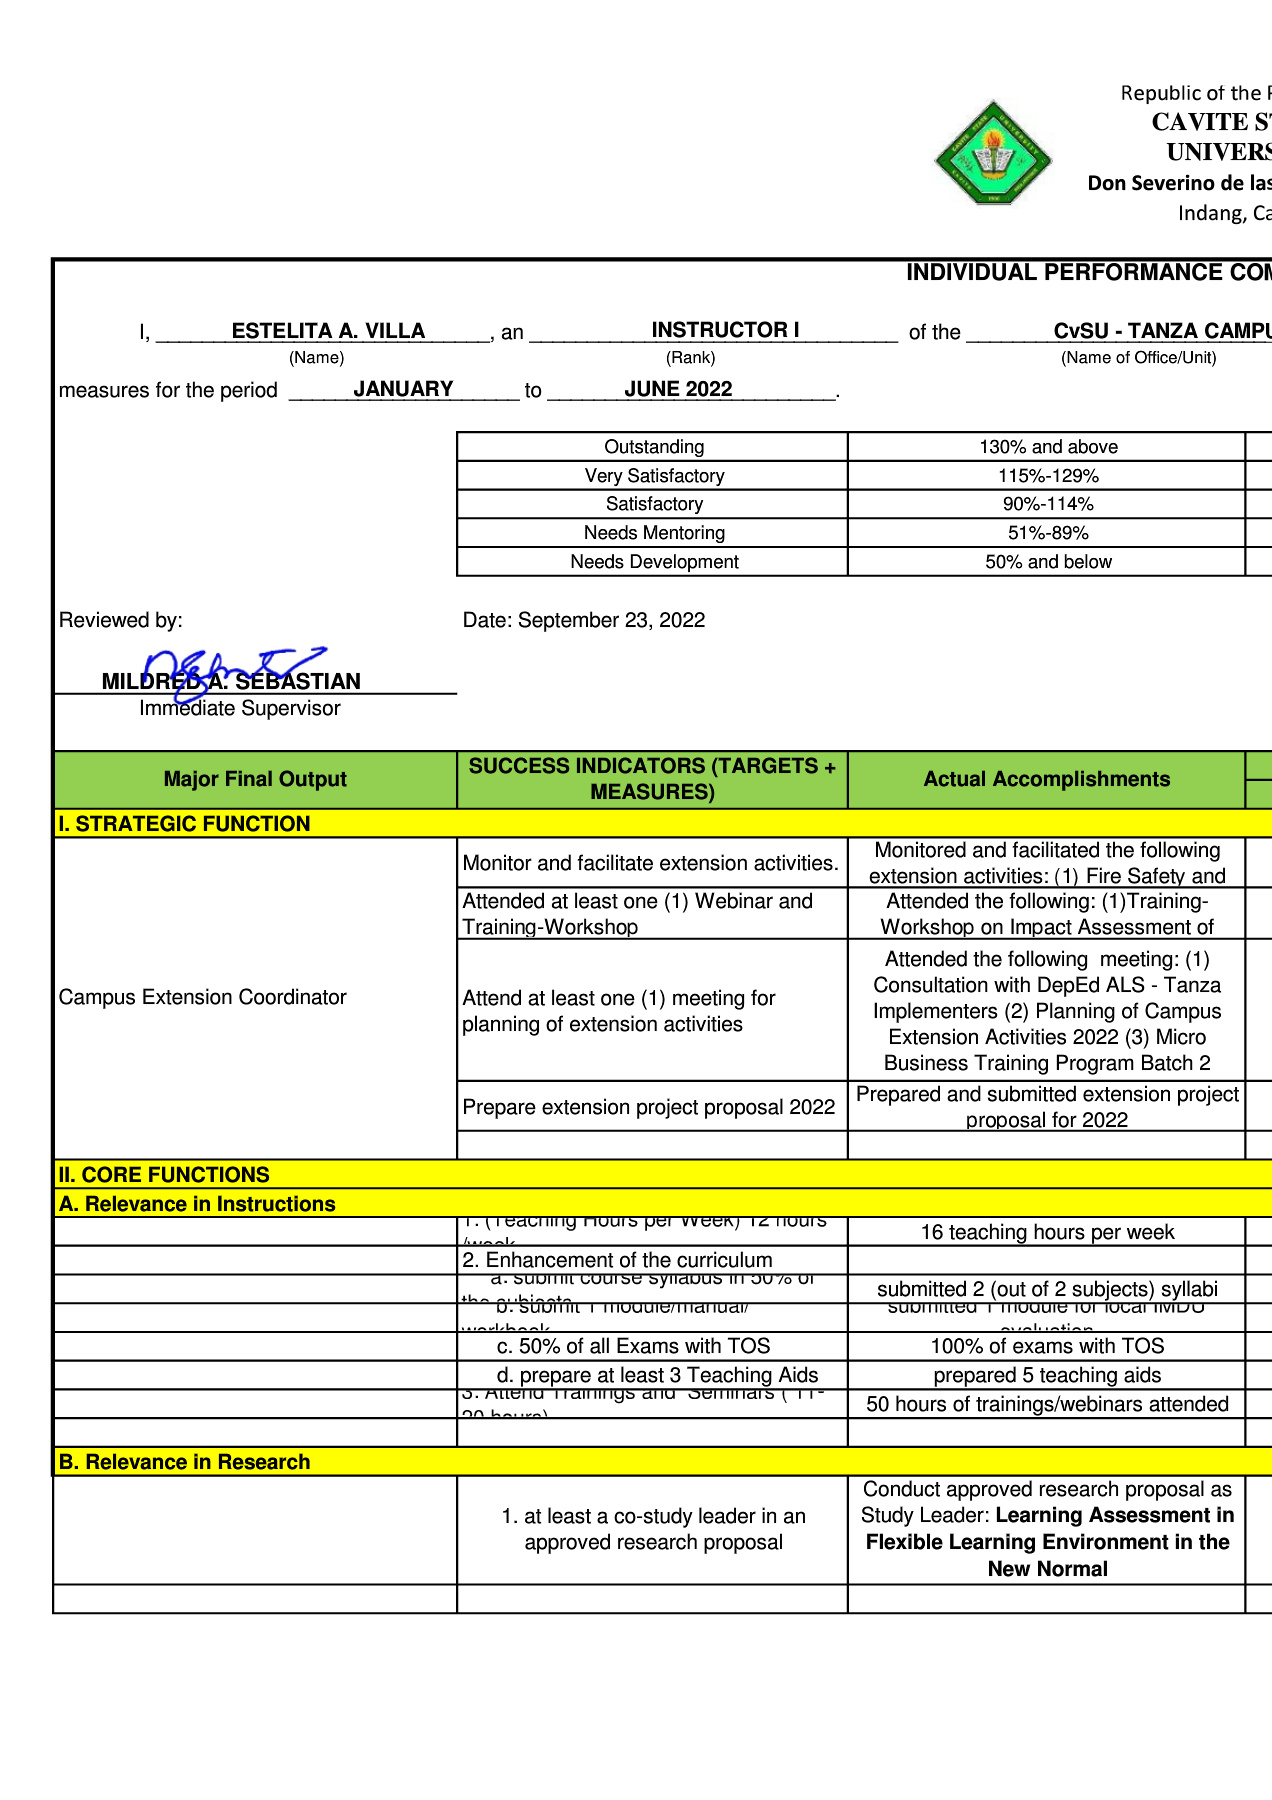 Republic of the
CAVITE
UNIVERS
Don Severino de las
Indang, Ca
INDIVIDUAL PERFORMANCE COM
I, ESTELITA A. VILLA, an INSTRUCTOR I of the CvSU - TANZA CAMPU
(Name) (Rank) (Name of Office/Unit)
measures for the period JANUARY to JUNE 2022.
Outstanding 130% and above
Very Satisfactory 115%-129%
Satisfactory 90%-114%
Needs Mentoring 51%-89%
Needs Development 50% and below
Reviewed by: Date: September 23, 2022
MILDRED A. SEBASTIAN
Immediate Supervisor
Major Final Output
SUCCESS INDICATORS (TARGETS +
MEASURES)
Actual Accomplishments
I. STRATEGIC FUNCTION
Campus Extension Coordinator
Monitor and facilitate extension activities.
Monitored and facilitated the following
extension activities: (1) Fire Safety and
Attended at least one (1) Webinar and
Training-Workshop
Attended the following: (1)Training-
Workshop on Impact Assessment of
Attend at least one (1) meeting for
planning of extension activities
Attended the following meeting: (1)
Consultation with DepEd ALS - Tanza
Implementers (2) Planning of Campus
Extension Activities 2022 (3) Micro
Business Training Program Batch 2
Prepare extension project proposal 2022
Prepared and submitted extension project
proposal for 2022
II. CORE FUNCTIONS
A. Relevance in Instructions
1. (Teaching Hours per Week) 12 hours
/week
16 teaching hours per week
2. Enhancement of the curriculum
a. submit course syllabus in 50% of
the subjects
submitted 2 (out of 2 subjects) syllabi
b. submit 1 module/manual/
workbook
submitted 1 module for local IMDU
evaluation
c. 50% of all Exams with TOS
100% of exams with TOS
d. prepare at least 3 Teaching Aids
prepared 5 teaching aids
3. Attend Trainings and Seminars ( 11-
20 hours)
50 hours of trainings/webinars attended
B. Relevance in Research
1. at least a co-study leader in an
approved research proposal
Conduct approved research proposal as
Study Leader: Learning Assessment in
Flexible Learning Environment in the
New Normal